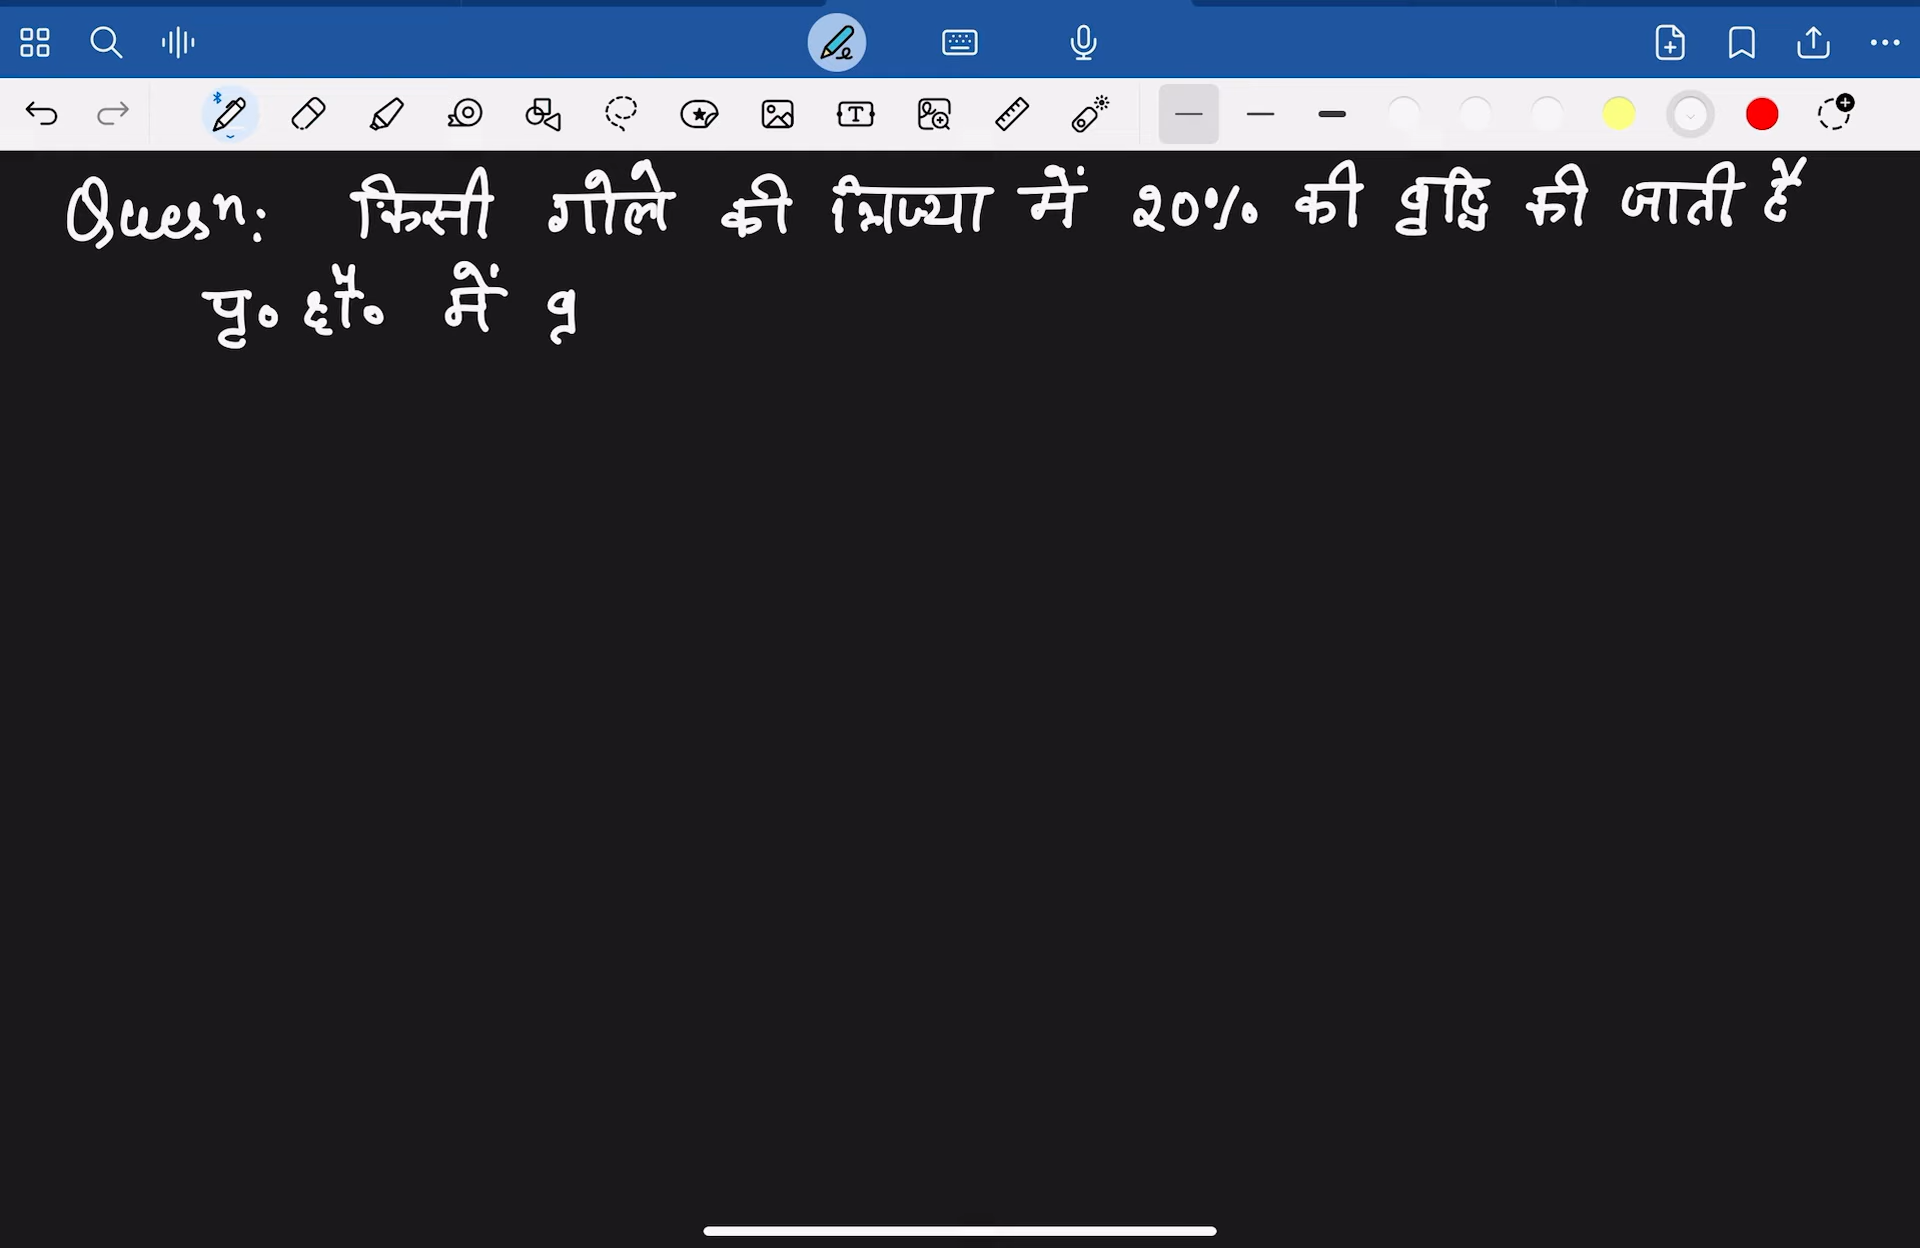 Quesⁿ: किसी गोले की त्रिज्या में 20% की वृद्धि की जाती है
पृ० क्षे० में वृ